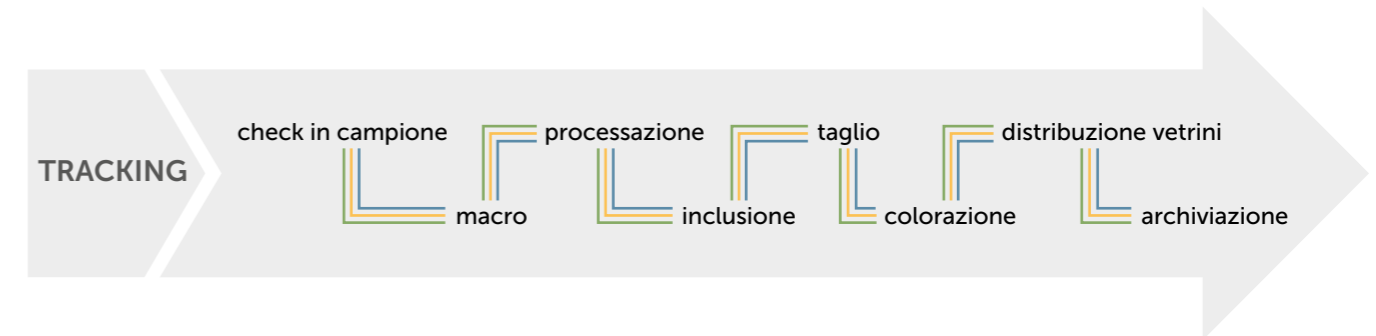 TRACKING
check in campione
macro
processazione
inclusione
taglio
colorazione
distribuzione vetrini
archiviazione